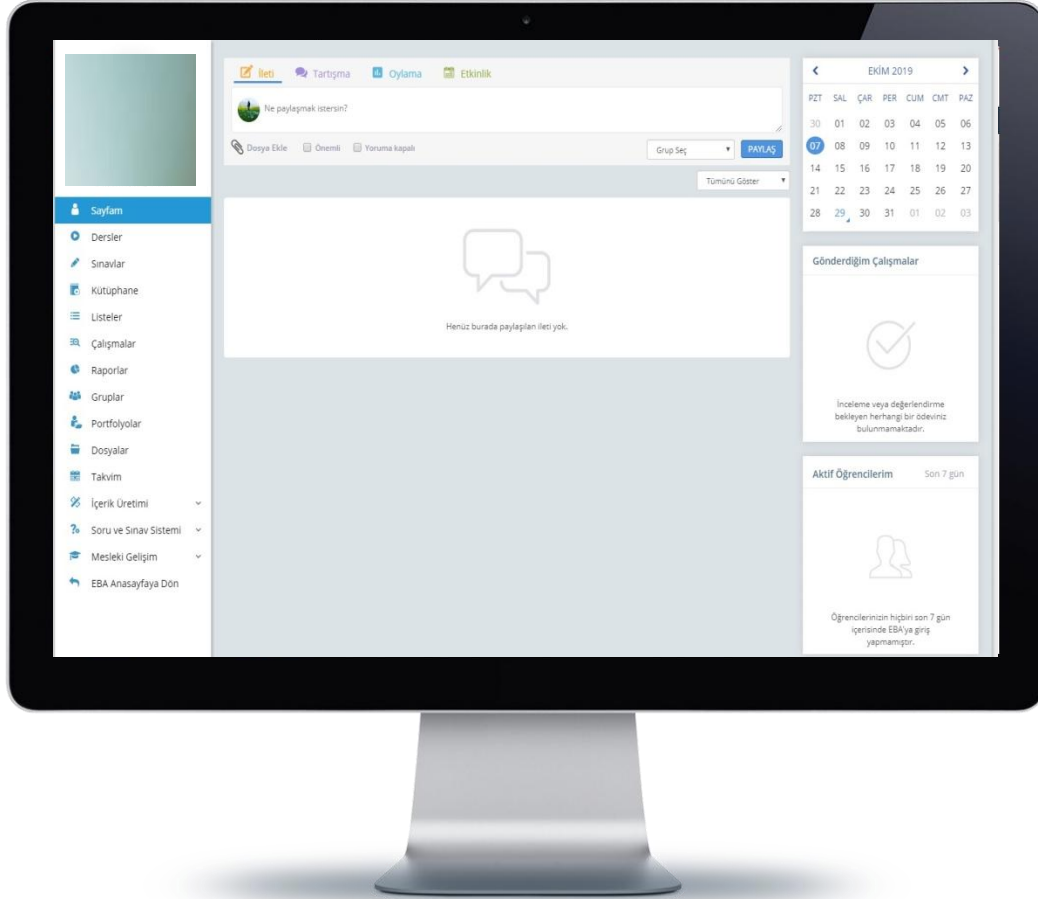 Sayfam
Dersler
Sınavlar
Kütüphane
Listeler
Çalışmalar
Raporlar
Gruplar
Portfolyolar
Dosyalar
Takvim
İçerik Üretimi
Soru ve Sınav Sistemi
Mesleki Gelişim
EBA Anasayfaya Dön
İleti Tartışma Oylama Etkinlik
Ne paylaşmak istersin?
Dosya Ekle Önemli Yoruma kapalı Grup Seç PAYLAŞ
Tümünü Göster
Henüz burada paylaşılan ileti yok.
EKİM 2019
PZT SAL ÇAR PER CUM CMT PAZ
30 01 02 03 04 05 06
07 08 09 10 11 12 13
14 15 16 17 18 19 20
21 22 23 24 25 26 27
28 29 30 31 01 02 03
Gönderdiğim Çalışmalar
İnceleme veya değerlendirme
bekleyen herhangi bir ödeviniz
bulunmamaktadır.
Aktif Öğrencilerim Son 7 gün
Öğrencilerinizin hiçbiri son 7 gün
içerisinde EBA'ya giriş
yapmamıştır.